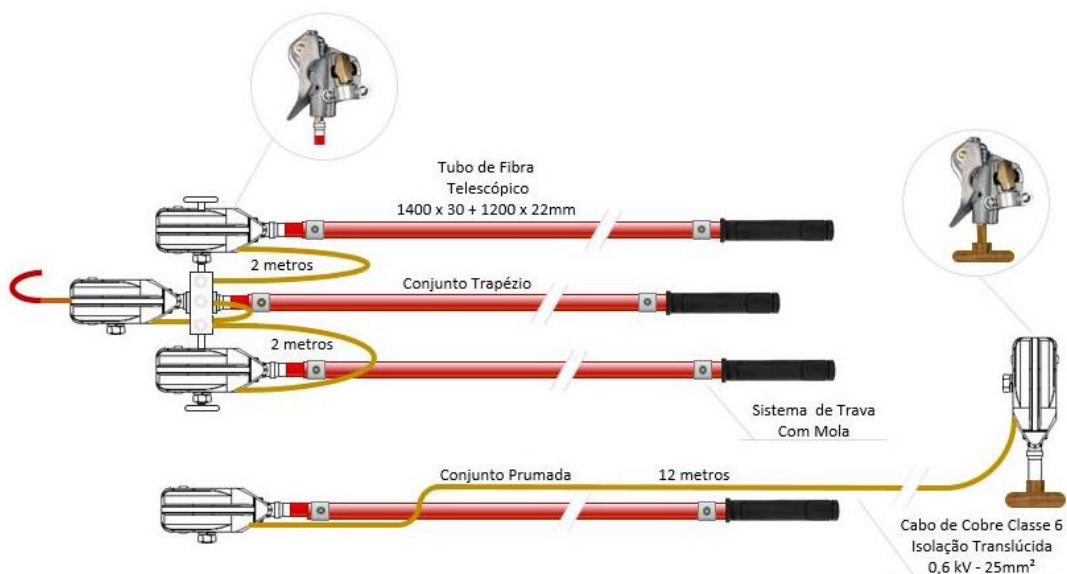 Tubo de Fibra
Telescópico
1400 x 30 + 1200 x 22mm
2 metros
Conjunto Trapézio
2 metros
Sistema de Trava
Com Mola
Conjunto Prumada
12 metros
Cabo de Cobre Classe 6
Isolação Translúcida
0,6 kV - 25mm²